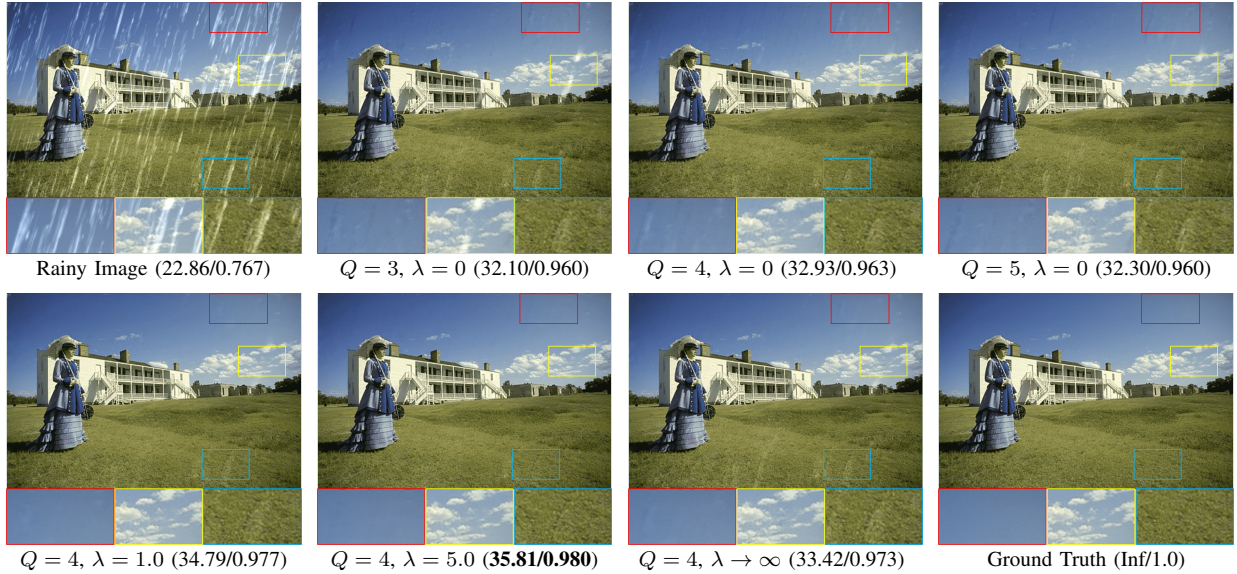 Rainy Image (22.86/0.767)
Q = 3, λ = 0 (32.10/0.960)
Q = 4, λ = 0 (32.93/0.963)
Q = 5, λ = 0 (32.30/0.960)
Q = 4, λ = 1.0 (34.79/0.977)
Q = 4, λ = 5.0 (35.81/0.980)
Q = 4, λ → ∞ (33.42/0.973)
Ground Truth (Inf/1.0)